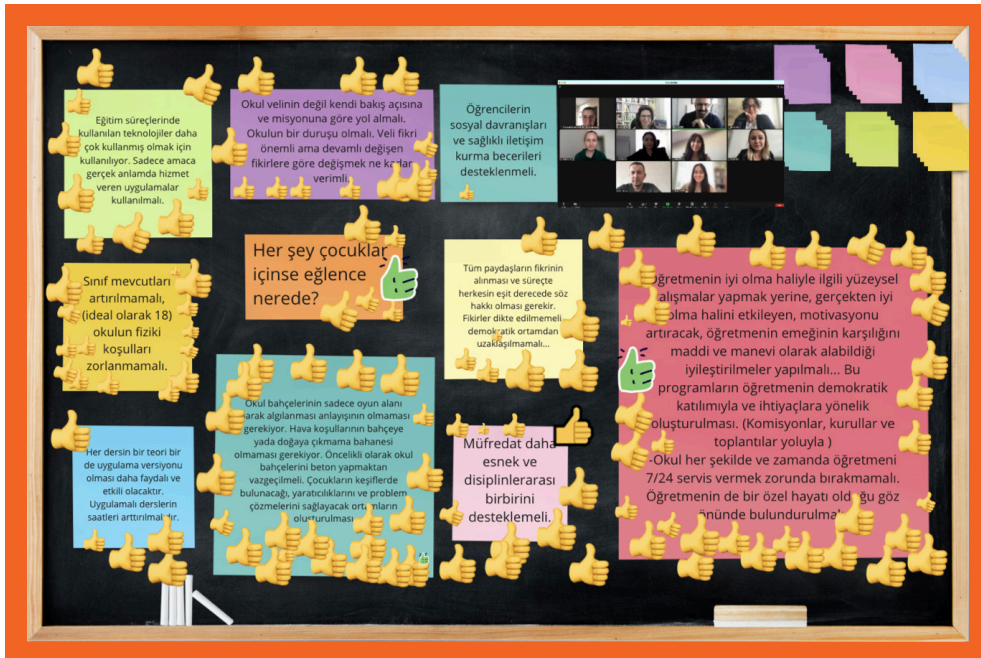 Eğitim süreçlerinde
kullanılan teknolojiler daha
çok kullanmış olmak için
kullanılıyor. Sadece amaca
gerçek anlamda hizmet
veren uygulamalar
kullanılmalı.
Okul velinin değil kendi bakış açısına
ve misyonuna göre yol almalı.
Okulun bir duruşu olmalı. Veli fikri
önemli ama devamlı değişen
fikirlere göre değişmek ne kadar
verimli.
Öğrencilerin
sosyal davranışları
ve sağlıklı iletişim
kurma becerileri
desteklenmeli.
Sınıf mevcutları
artırılmamalı,
(ideal olarak 18)
okulun fiziki
koşulları
zorlanmamalı.
Her şey çocuklar
içinse eğlence
nerede?
Tüm paydaşların fikrinin
alınması ve süreçte
herkesin eşit derecede söz
hakkı olması gerekir.
Fikirler dikte edilmemeli
demokratik ortamdan
uzaklaşılmamalı...
Öğretmenin iyi olma haliyle ilgili yüzeysel
çalışmalar yapmak yerine, gerçekten iyi
olma halini etkileyen, motivasyonu
artıracak, öğretmenin emeğinin karşılığını
maddi ve manevi olarak alabildiği
iyileştirilmeler yapılmalı... Bu
programların öğretmenin demokratik
katılımıyla ve ihtiyaçlara yönelik
oluşturulması. (Komisyonlar, kurullar ve
toplantılar yoluyla )
-Okul her şekilde ve zamanda öğretmeni
7/24 servis vermek zorunda bırakmamalı.
Öğretmenin de bir özel hayatı olduğu göz
önünde bulundurulmalı
Her dersin bir teori bir
de uygulama versiyonu
olması daha faydalı ve
etkili olacaktır.
Uygulamalı derslerin
saatleri arttırılmalıdır.
Okul bahçelerinin sadece oyun alanı
olarak algılanması anlayışının olmaması
gerekiyor. Hava koşullarının bahçeye
yada doğaya çıkmama bahanesi
olmaması gerekiyor. Öncelikli olarak okul
bahçelerini beton yapmaktan
vazgeçilmeli. Çocukların keşiflerde
bulunacağı, yaratıcılıklarını ve problem
çözmelerini sağlayacak ortamların
oluşturulması
Müfredat daha
esnek ve
disiplinlerarası
birbirini
desteklemeli.